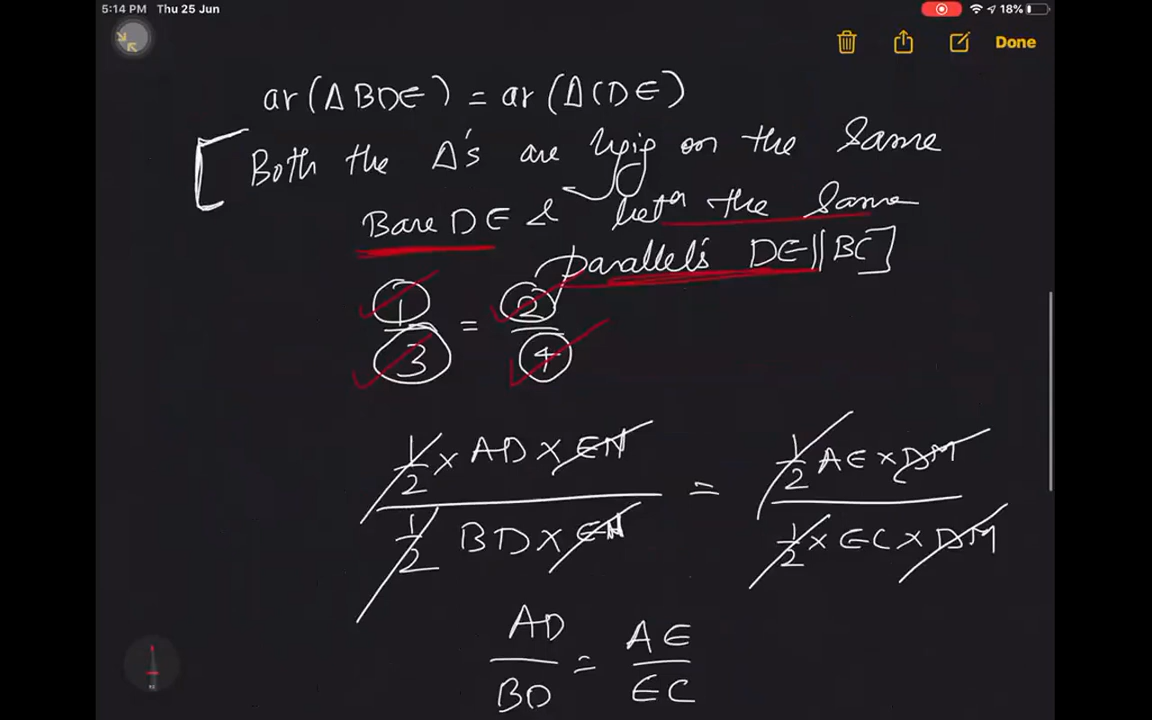 5:14 PM Thu 25 Jun
18%
Done
ar(ΔBDE) = ar(ΔCDE)
[Both the Δ's are lying on the same
Base DE & betn the same
parallels DE||BC]
1/3 = 2/4
1/2 × AD × EN / 1/2 BD × EN = 1/2 AE × DM / 1/2 × EC × DM
AD/BD = AE/EC